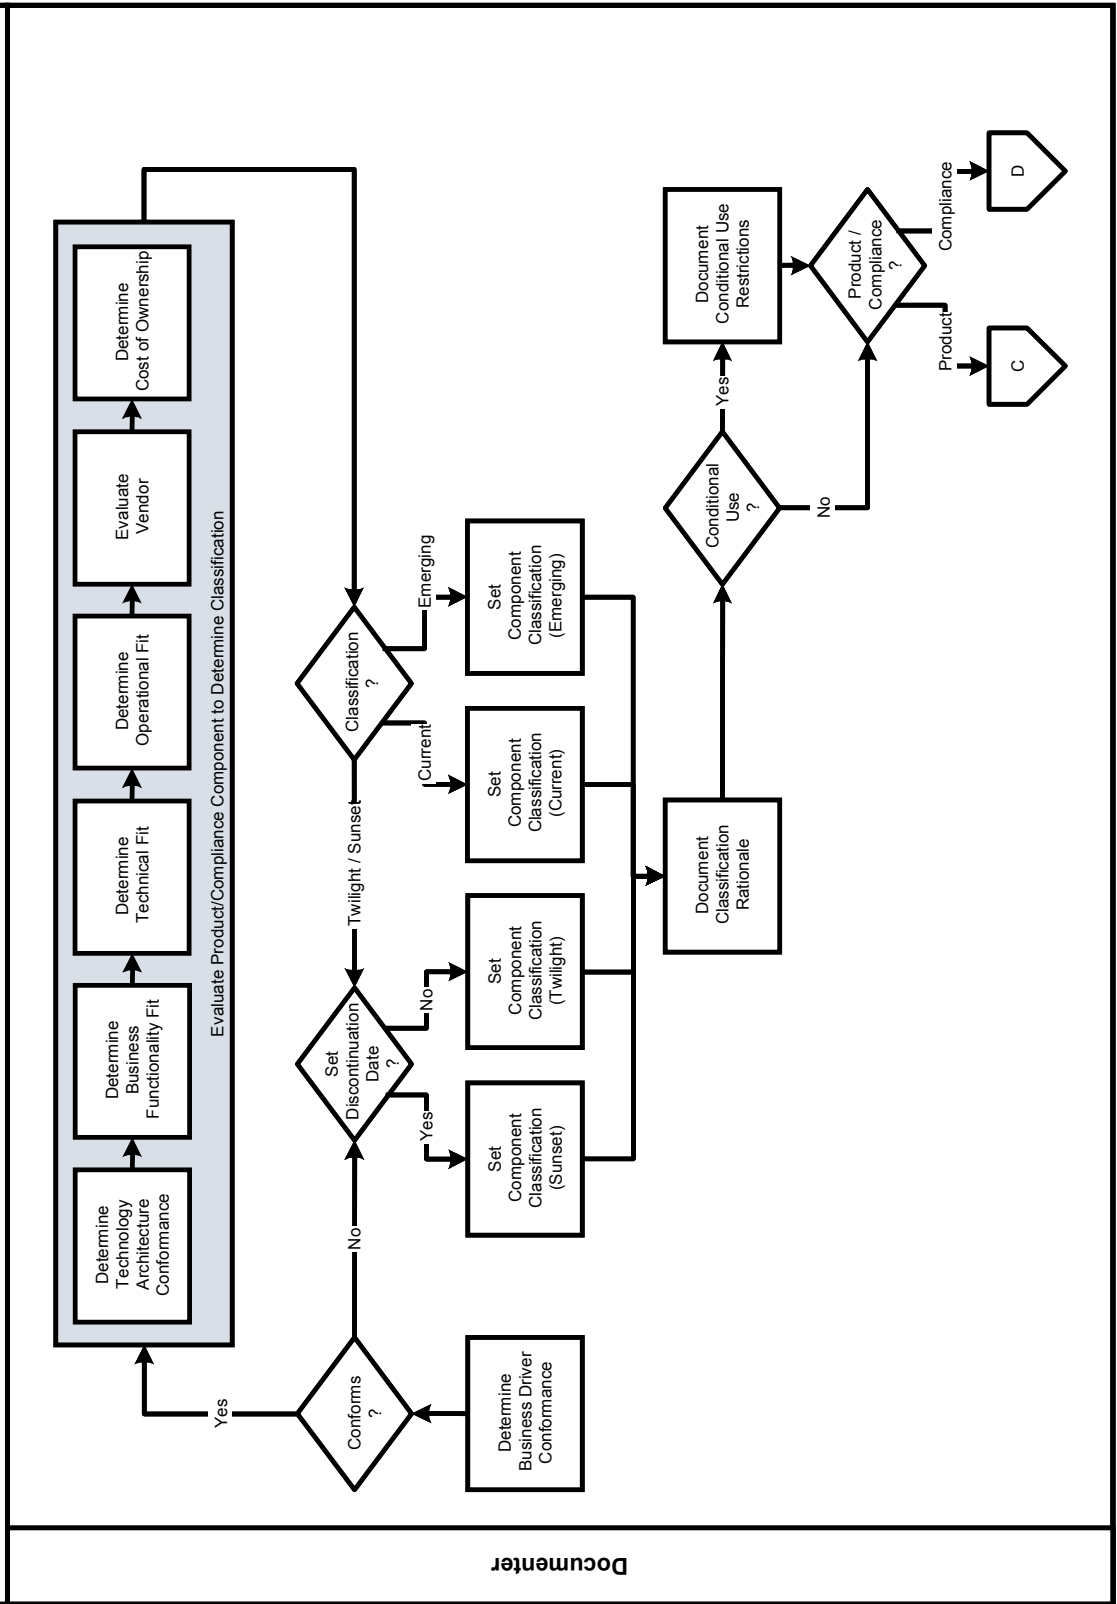 Documenter
Determine
Business Driver
Conformance
Conforms
?
Yes
No
Determine
Technology
Architecture
Conformance
Determine
Business
Functionality Fit
Determine
Technical Fit
Determine
Operational Fit
Evaluate
Vendor
Determine
Cost of Ownership
Evaluate Product/Compliance Component to Determine Classification
Set
Discontinuation
Date
?
Twilight / Sunset
Classification
?
Yes
No
Current
Emerging
Set
Component
Classification
(Sunset)
Set
Component
Classification
(Twilight)
Set
Component
Classification
(Current)
Set
Component
Classification
(Emerging)
Document
Classification
Rationale
Conditional
Use
?
Yes
No
Document
Conditional Use
Restrictions
Product /
Compliance
?
Product
Compliance
C
D